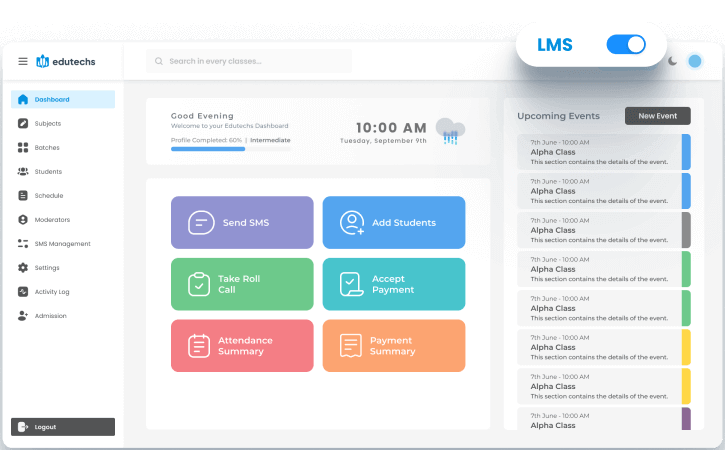 LMS
edutechs
Search in every classes...
Dashboard
Subjects
Batches
Students
Schedule
Moderators
SMS Management
Settings
Activity Log
Admission
Logout
Good Evening
Welcome to your Edutechs Dashboard
Profile Completed: 60% | Intermediate
10:00 AM
Tuesday, September 9th
Send SMS
Add Students
Take Roll
Call
Accept
Payment
Attendance
Summary
Payment
Summary
Upcoming Events
New Event
7th June - 10:00 AM
Alpha Class
This section contains the details of the event.
7th June - 10:00 AM
Alpha Class
This section contains the details of the event.
7th June - 10:00 AM
Alpha Class
This section contains the details of the event.
7th June - 10:00 AM
Alpha Class
This section contains the details of the event.
7th June - 10:00 AM
Alpha Class
This section contains the details of the event.
7th June - 10:00 AM
Alpha Class
This section contains the details of the event.
7th June - 10:00 AM
Alpha Class
This section contains the details of the event.
7th June - 10:00 AM
Alpha Class